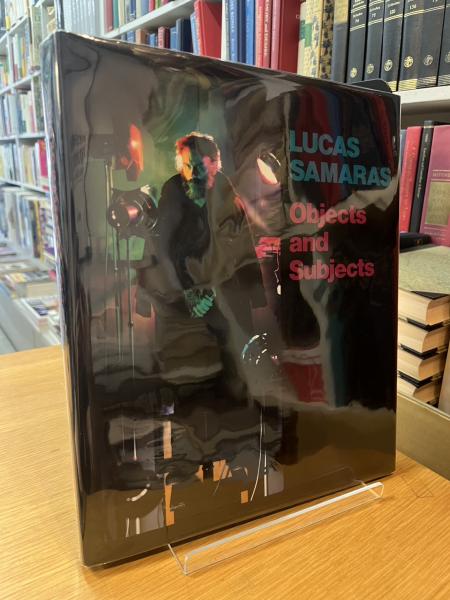 LUCAS
SAMARAS
Objects
and
Subjects